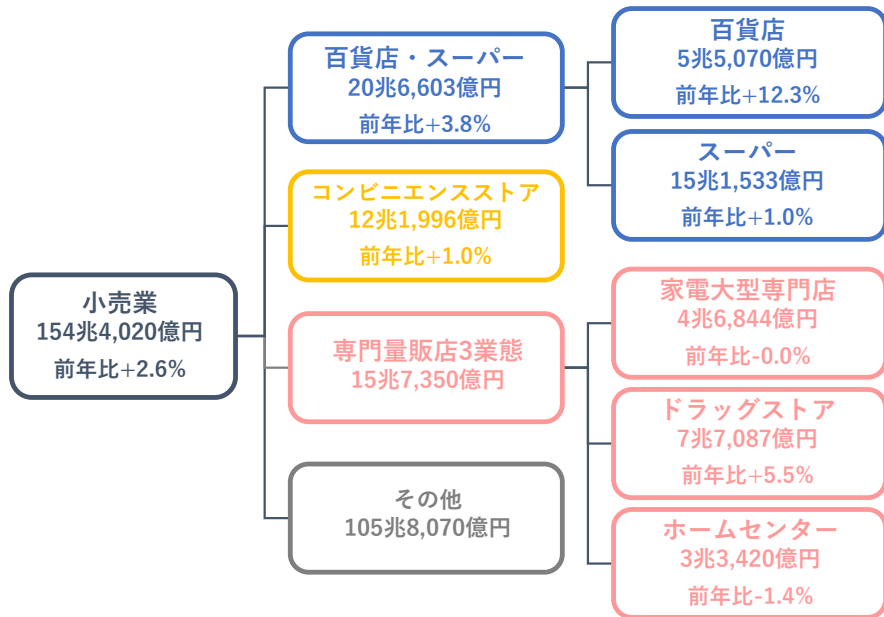 小売業
154兆4,020億円
前年比+2.6%
百貨店・スーパー
20兆6,603億円
前年比+3.8%
百貨店
5兆5,070億円
前年比+12.3%
スーパー
15兆1,533億円
前年比+1.0%
コンビニエンスストア
12兆1,996億円
前年比+1.0%
専門量販店3業態
15兆7,350億円
家電大型専門店
4兆6,844億円
前年比-0.0%
ドラッグストア
7兆7,087億円
前年比+5.5%
ホームセンター
3兆3,420億円
前年比-1.4%
その他
105兆8,070億円